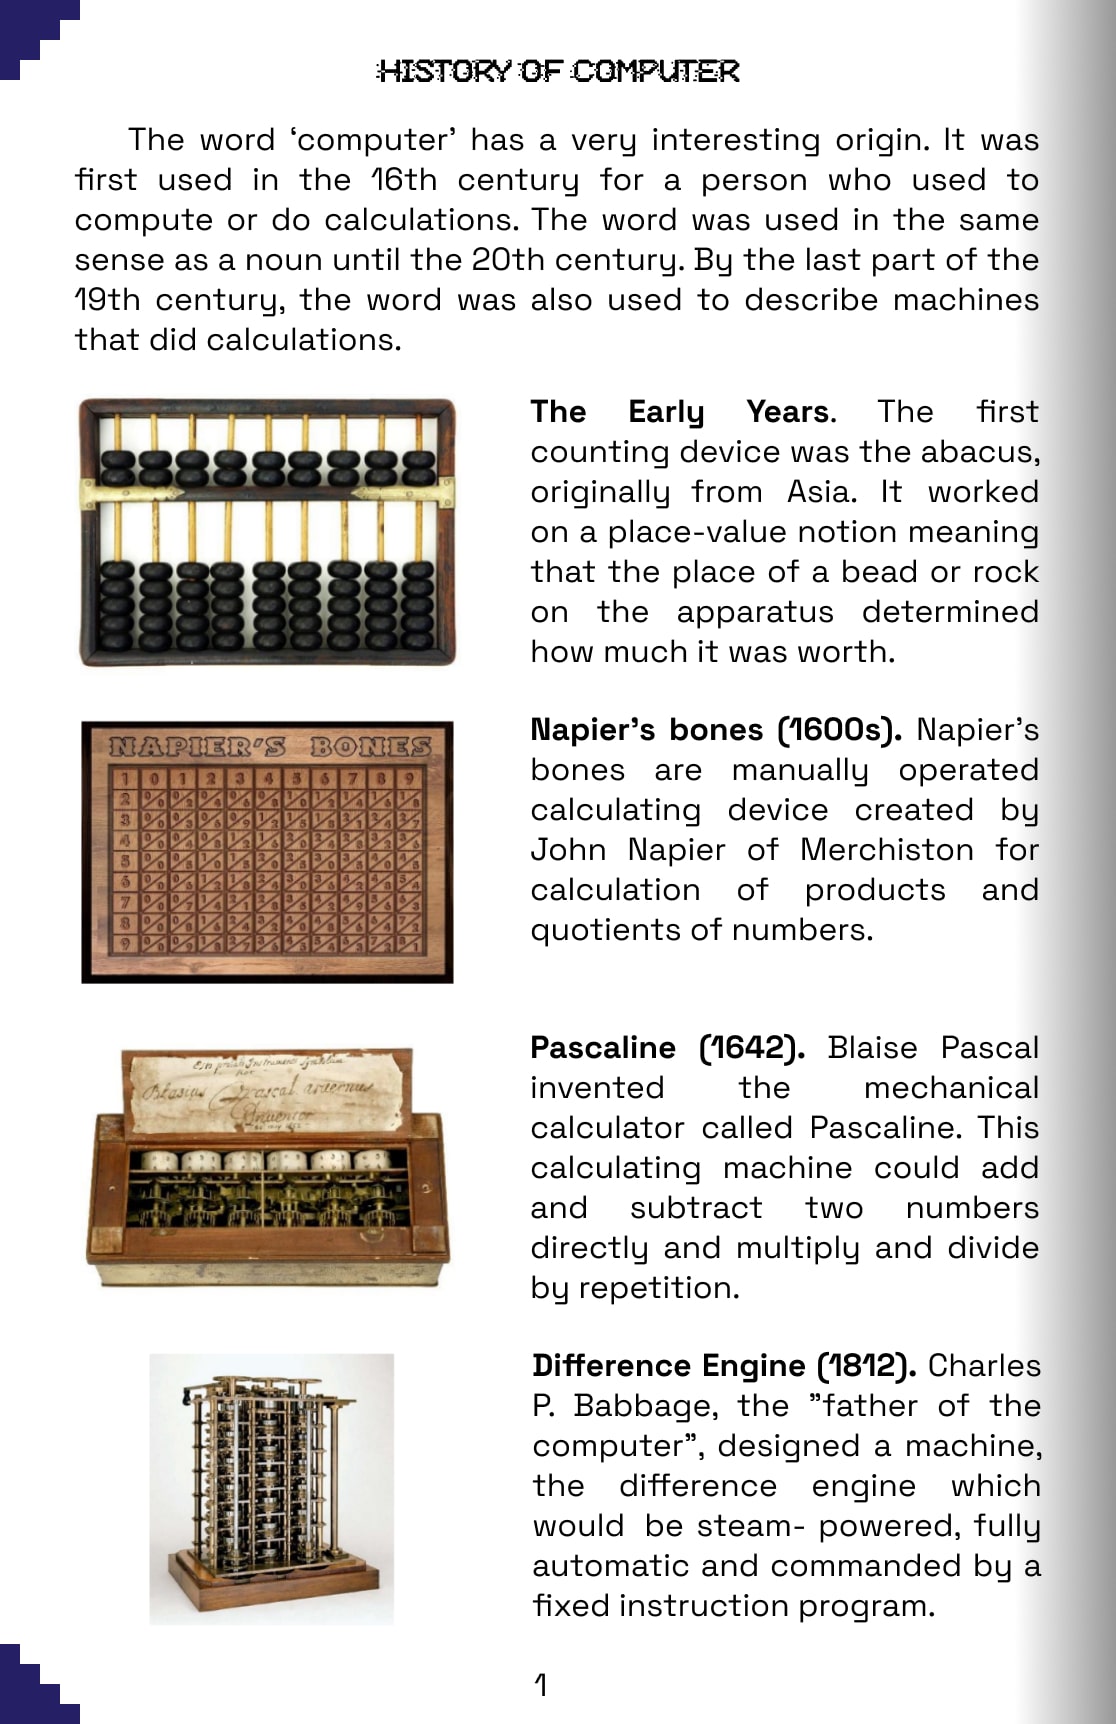 HISTORY OF COMPUTER
The word ‘computer’ has a very interesting origin. It was
first used in the 16th century for a person who used to
compute or do calculations. The word was used in the same
sense as a noun until the 20th century. By the last part of the
19th century, the word was also used to describe machines
that did calculations.
The Early Years. The first
counting device was the abacus,
originally from Asia. It worked
on a place-value notion meaning
that the place of a bead or rock
on the apparatus determined
how much it was worth.
NAPIER'S BONES
1 0 1 2 3 4 5 6 7 8 9
2
3
4
5
6
7
8
9
Napier’s bones (1600s). Napier’s
bones are manually operated
calculating device created by
John Napier of Merchiston for
calculation of products and
quotients of numbers.
Pascal arvernus
Inventor
Pascaline (1642). Blaise Pascal
invented the mechanical
calculator called Pascaline. This
calculating machine could add
and subtract two numbers
directly and multiply and divide
by repetition.
Difference Engine (1812). Charles
P. Babbage, the ”father of the
computer”, designed a machine,
the difference engine which
would be steam- powered, fully
automatic and commanded by a
fixed instruction program.
1